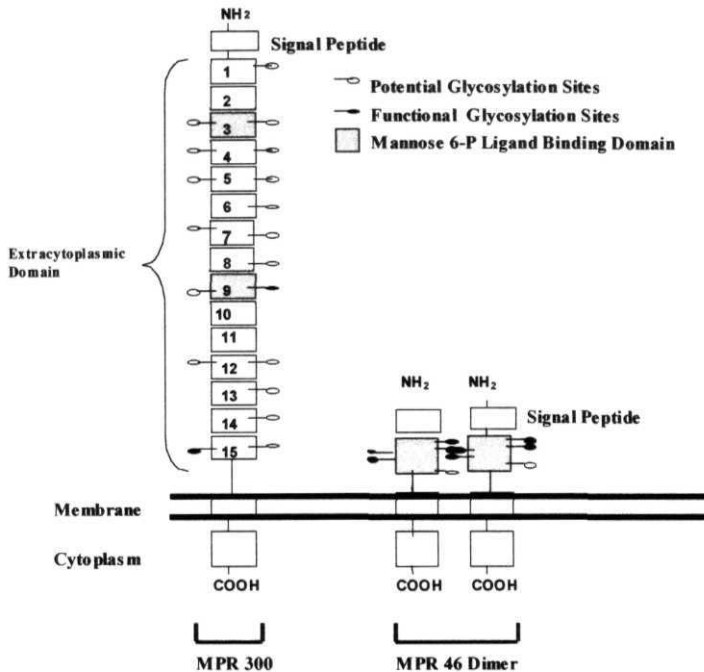 NH2
Signal Peptide
1
2
3
4
5
6
7
8
9
10
11
12
13
14
15
Potential Glycosylation Sites
Functional Glycosylation Sites
Mannose 6-P Ligand Binding Domain
Extracytoplasmic
Domain
NH2 NH2
Signal Peptide
Membrane
Cytoplasm
COOH COOH COOH
MPR 300 MPR 46 Dimer